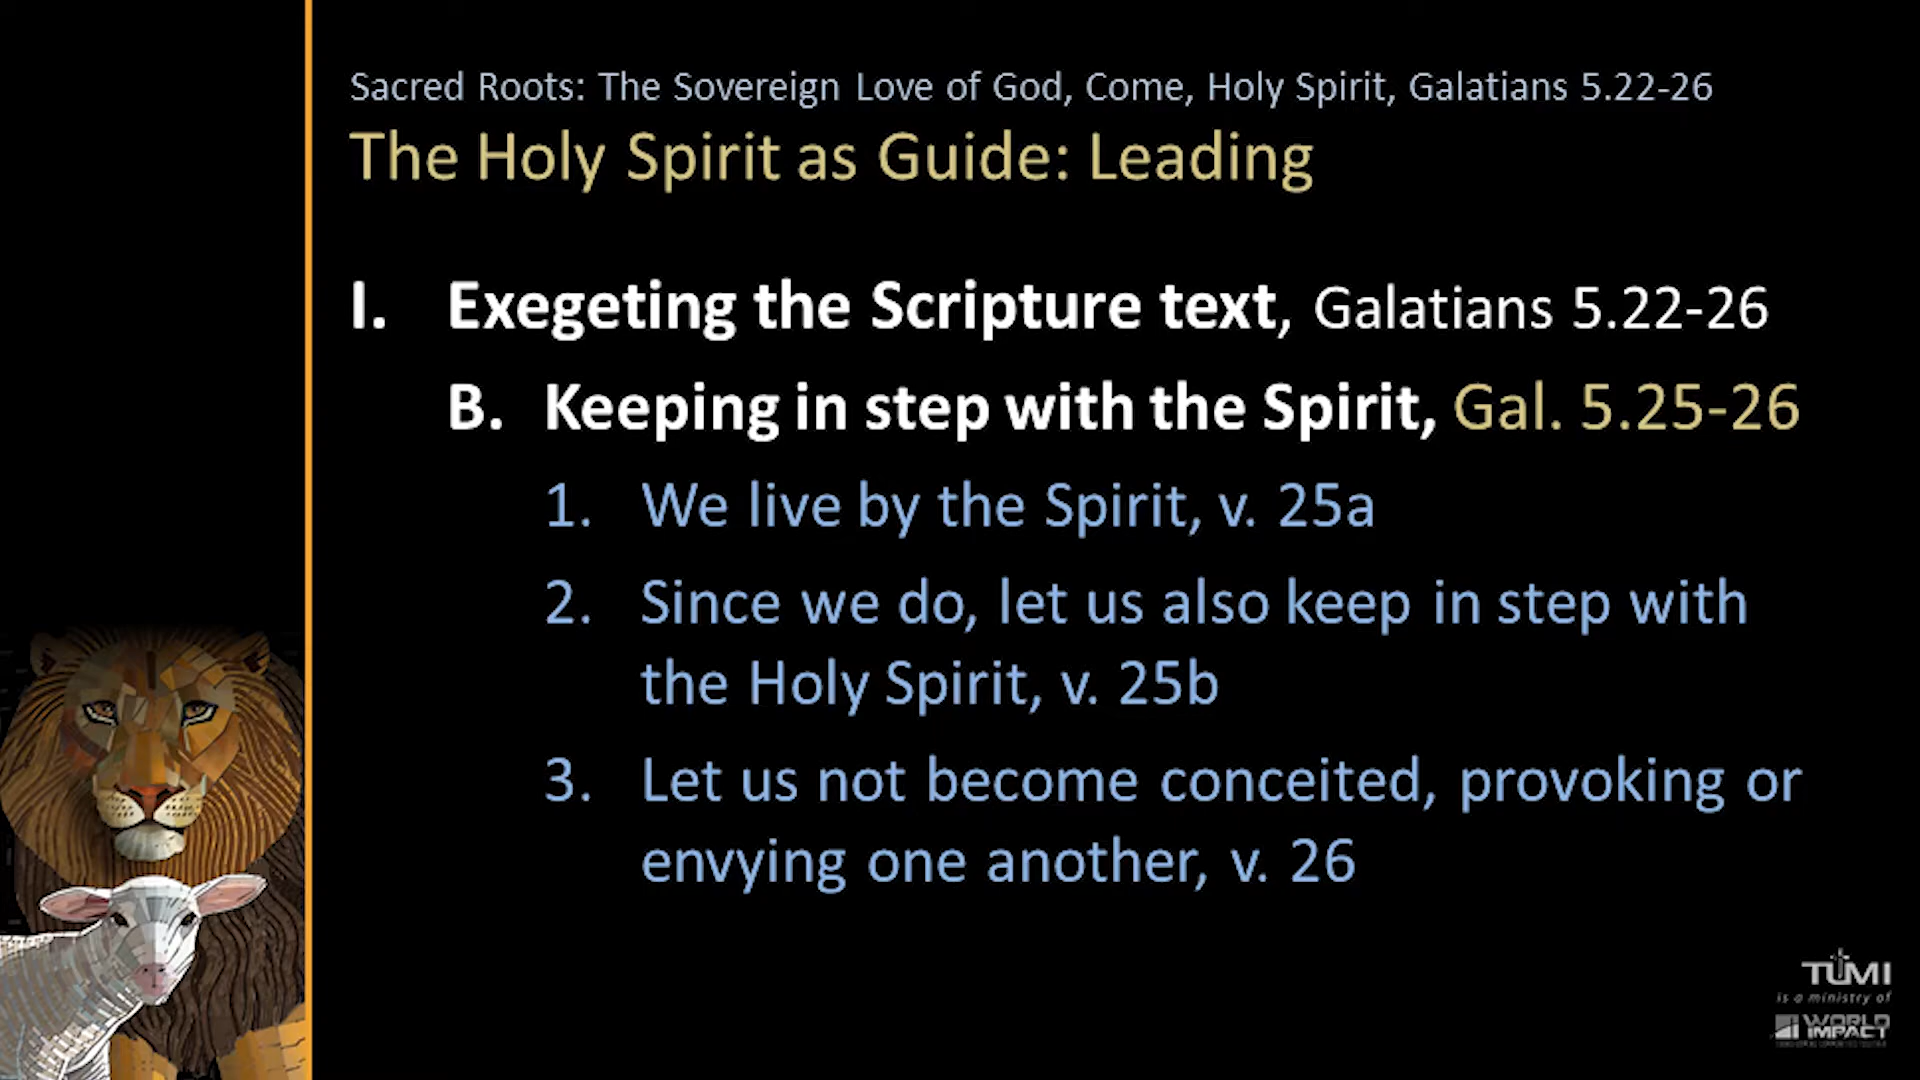 Sacred Roots: The Sovereign Love of God, Come, Holy Spirit, Galatians 5.22-26
The Holy Spirit as Guide: Leading
I. Exegeting the Scripture text, Galatians 5.22-26
B. Keeping in step with the Spirit, Gal. 5.25-26
1. We live by the Spirit, v. 25a
2. Since we do, let us also keep in step with
the Holy Spirit, v. 25b
3. Let us not become conceited, provoking or
envying one another, v. 26
TUMI
is a ministry of
WORLD
IMPACT